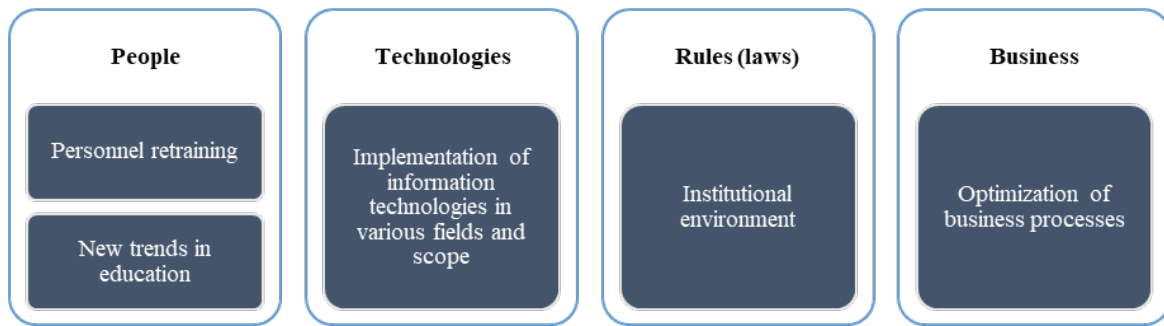 People
Personnel retraining
New trends in
education
Technologies
Implementation of
information
technologies in
various fields and
scope
Rules (laws)
Institutional
environment
Business
Optimization of
business processes